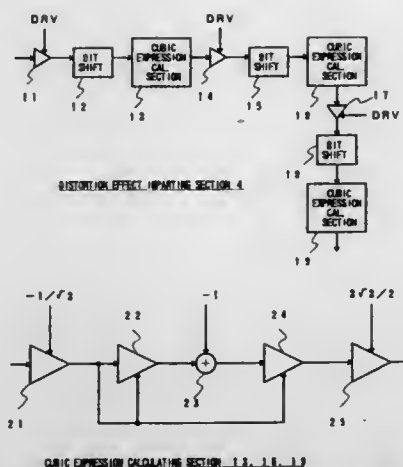 DRV
DRV
BIT
SHIFT
CUBIC
EXPRESSION
CAL.
SECTION
BIT
SHIFT
CUBIC
EXPRESSION
CAL.
SECTION
11
12
13
14
15
16
17
DRV
BIT
SHIFT
18
CUBIC
EXPRESSION
CAL.
SECTION
19
DISTORTION EFFECT IMPARTING SECTION 4
-1/√3
22
-1
24
3√3/2
21
23
25
CUBIC EXPRESSION CALCULATING SECTION 13, 16, 19